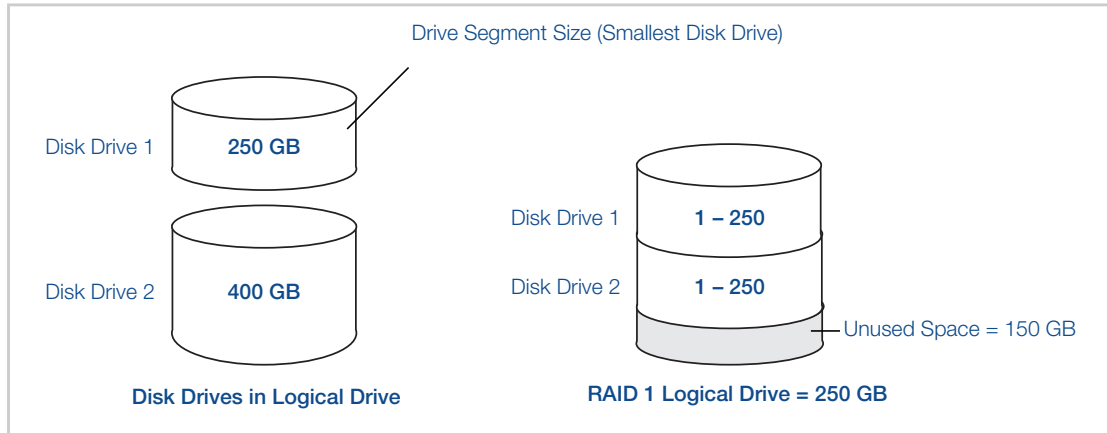 Drive Segment Size (Smallest Disk Drive)
Disk Drive 1
250 GB
Disk Drive 2
400 GB
Disk Drives in Logical Drive
Disk Drive 1
1 – 250
Disk Drive 2
1 – 250
Unused Space = 150 GB
RAID 1 Logical Drive = 250 GB